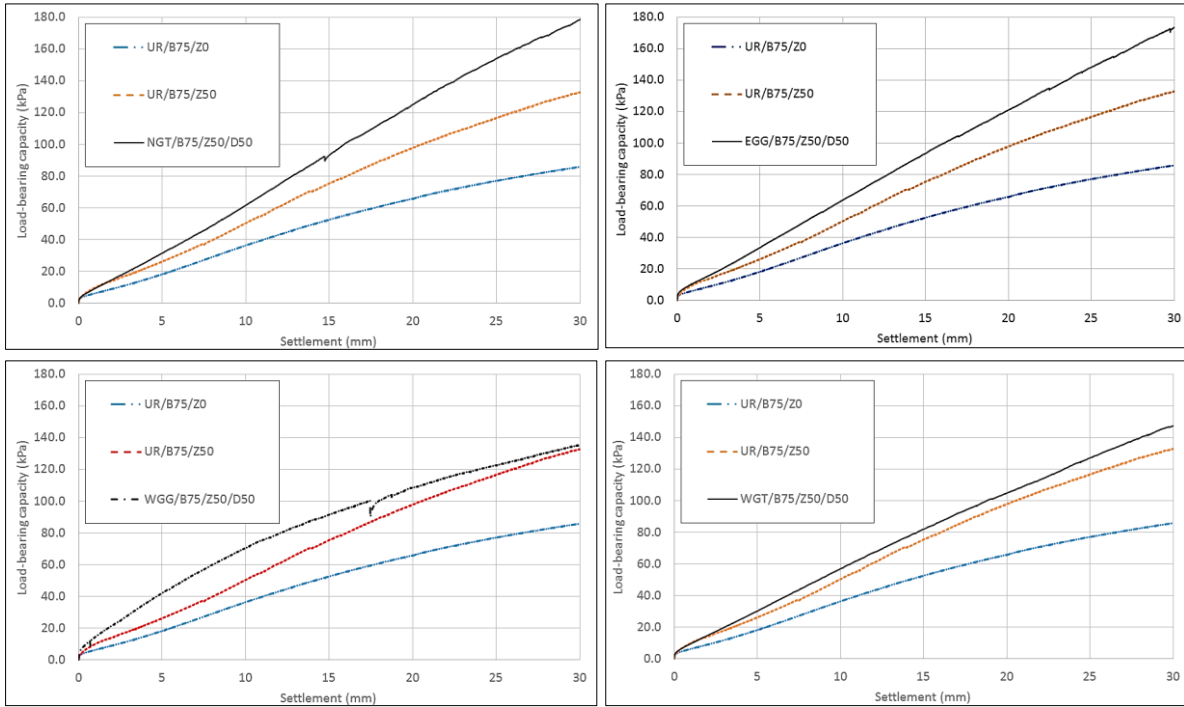 180.0
160.0
140.0
120.0
100.0
80.0
60.0
40.0
20.0
0.0
Load-bearing capacity (kPa)
UR/B75/Z0
UR/B75/Z50
NGT/B75/Z50/D50
0 5 10 15 20 25 30
Settlement (mm)
180.0
160.0
140.0
120.0
100.0
80.0
60.0
40.0
20.0
0.0
Load-bearing capacity (kPa)
UR/B75/Z0
UR/B75/Z50
EGG/B75/Z50/D50
0 5 10 15 20 25 30
Settlement (mm)
180.0
160.0
140.0
120.0
100.0
80.0
60.0
40.0
20.0
0.0
Load-bearing capacity (kPa)
UR/B75/Z0
UR/B75/Z50
WGG/B75/Z50/D50
0 5 10 15 20 25 30
Settlement (mm)
180.0
160.0
140.0
120.0
100.0
80.0
60.0
40.0
20.0
0.0
Load-bearing capacity (kPa)
UR/B75/Z0
UR/B75/Z50
WGT/B75/Z50/D50
0 5 10 15 20 25 30
Settlement (mm)